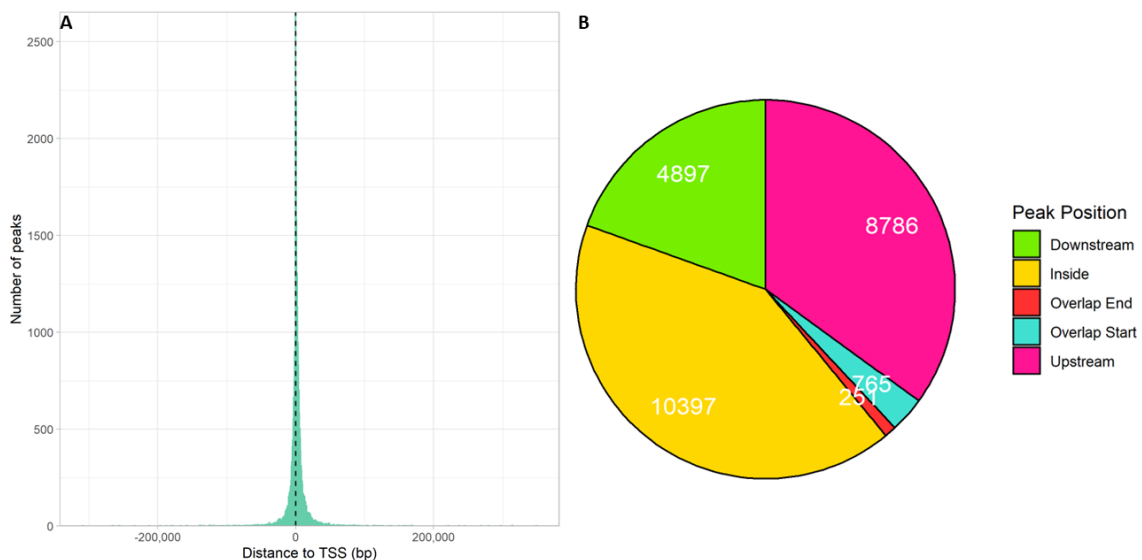 A
B
2500
2000
1500
1000
500
0
-200,000
0
200,000
Number of peaks
Distance to TSS (bp)
4897
8786
10397
765
251
Peak Position
Downstream
Inside
Overlap End
Overlap Start
Upstream